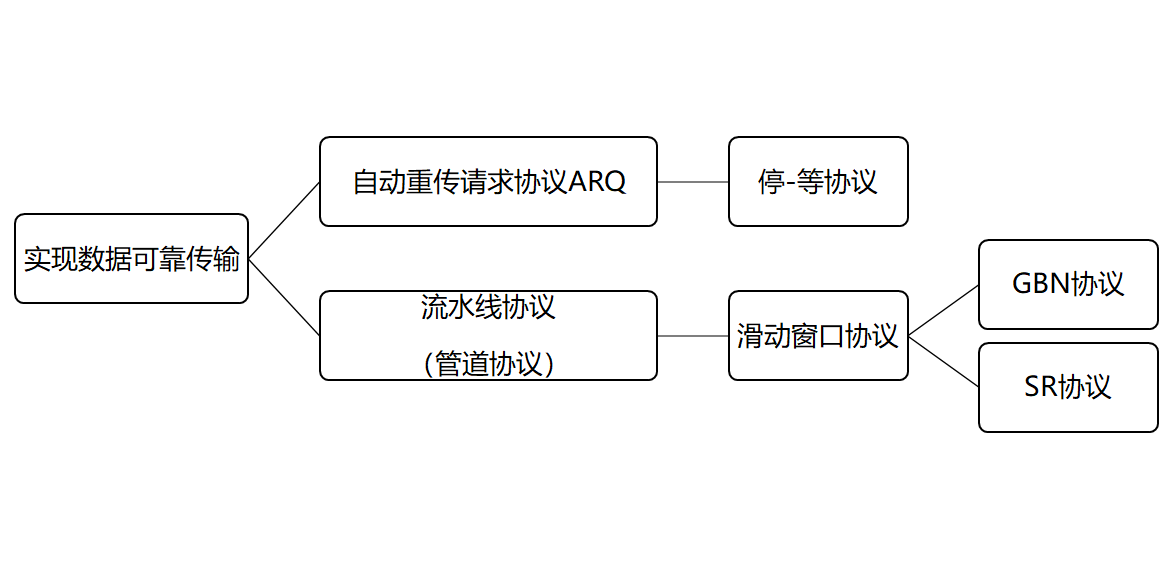 实现数据可靠传输
自动重传请求协议ARQ
停-等协议
流水线协议
（管道协议）
滑动窗口协议
GBN协议
SR协议